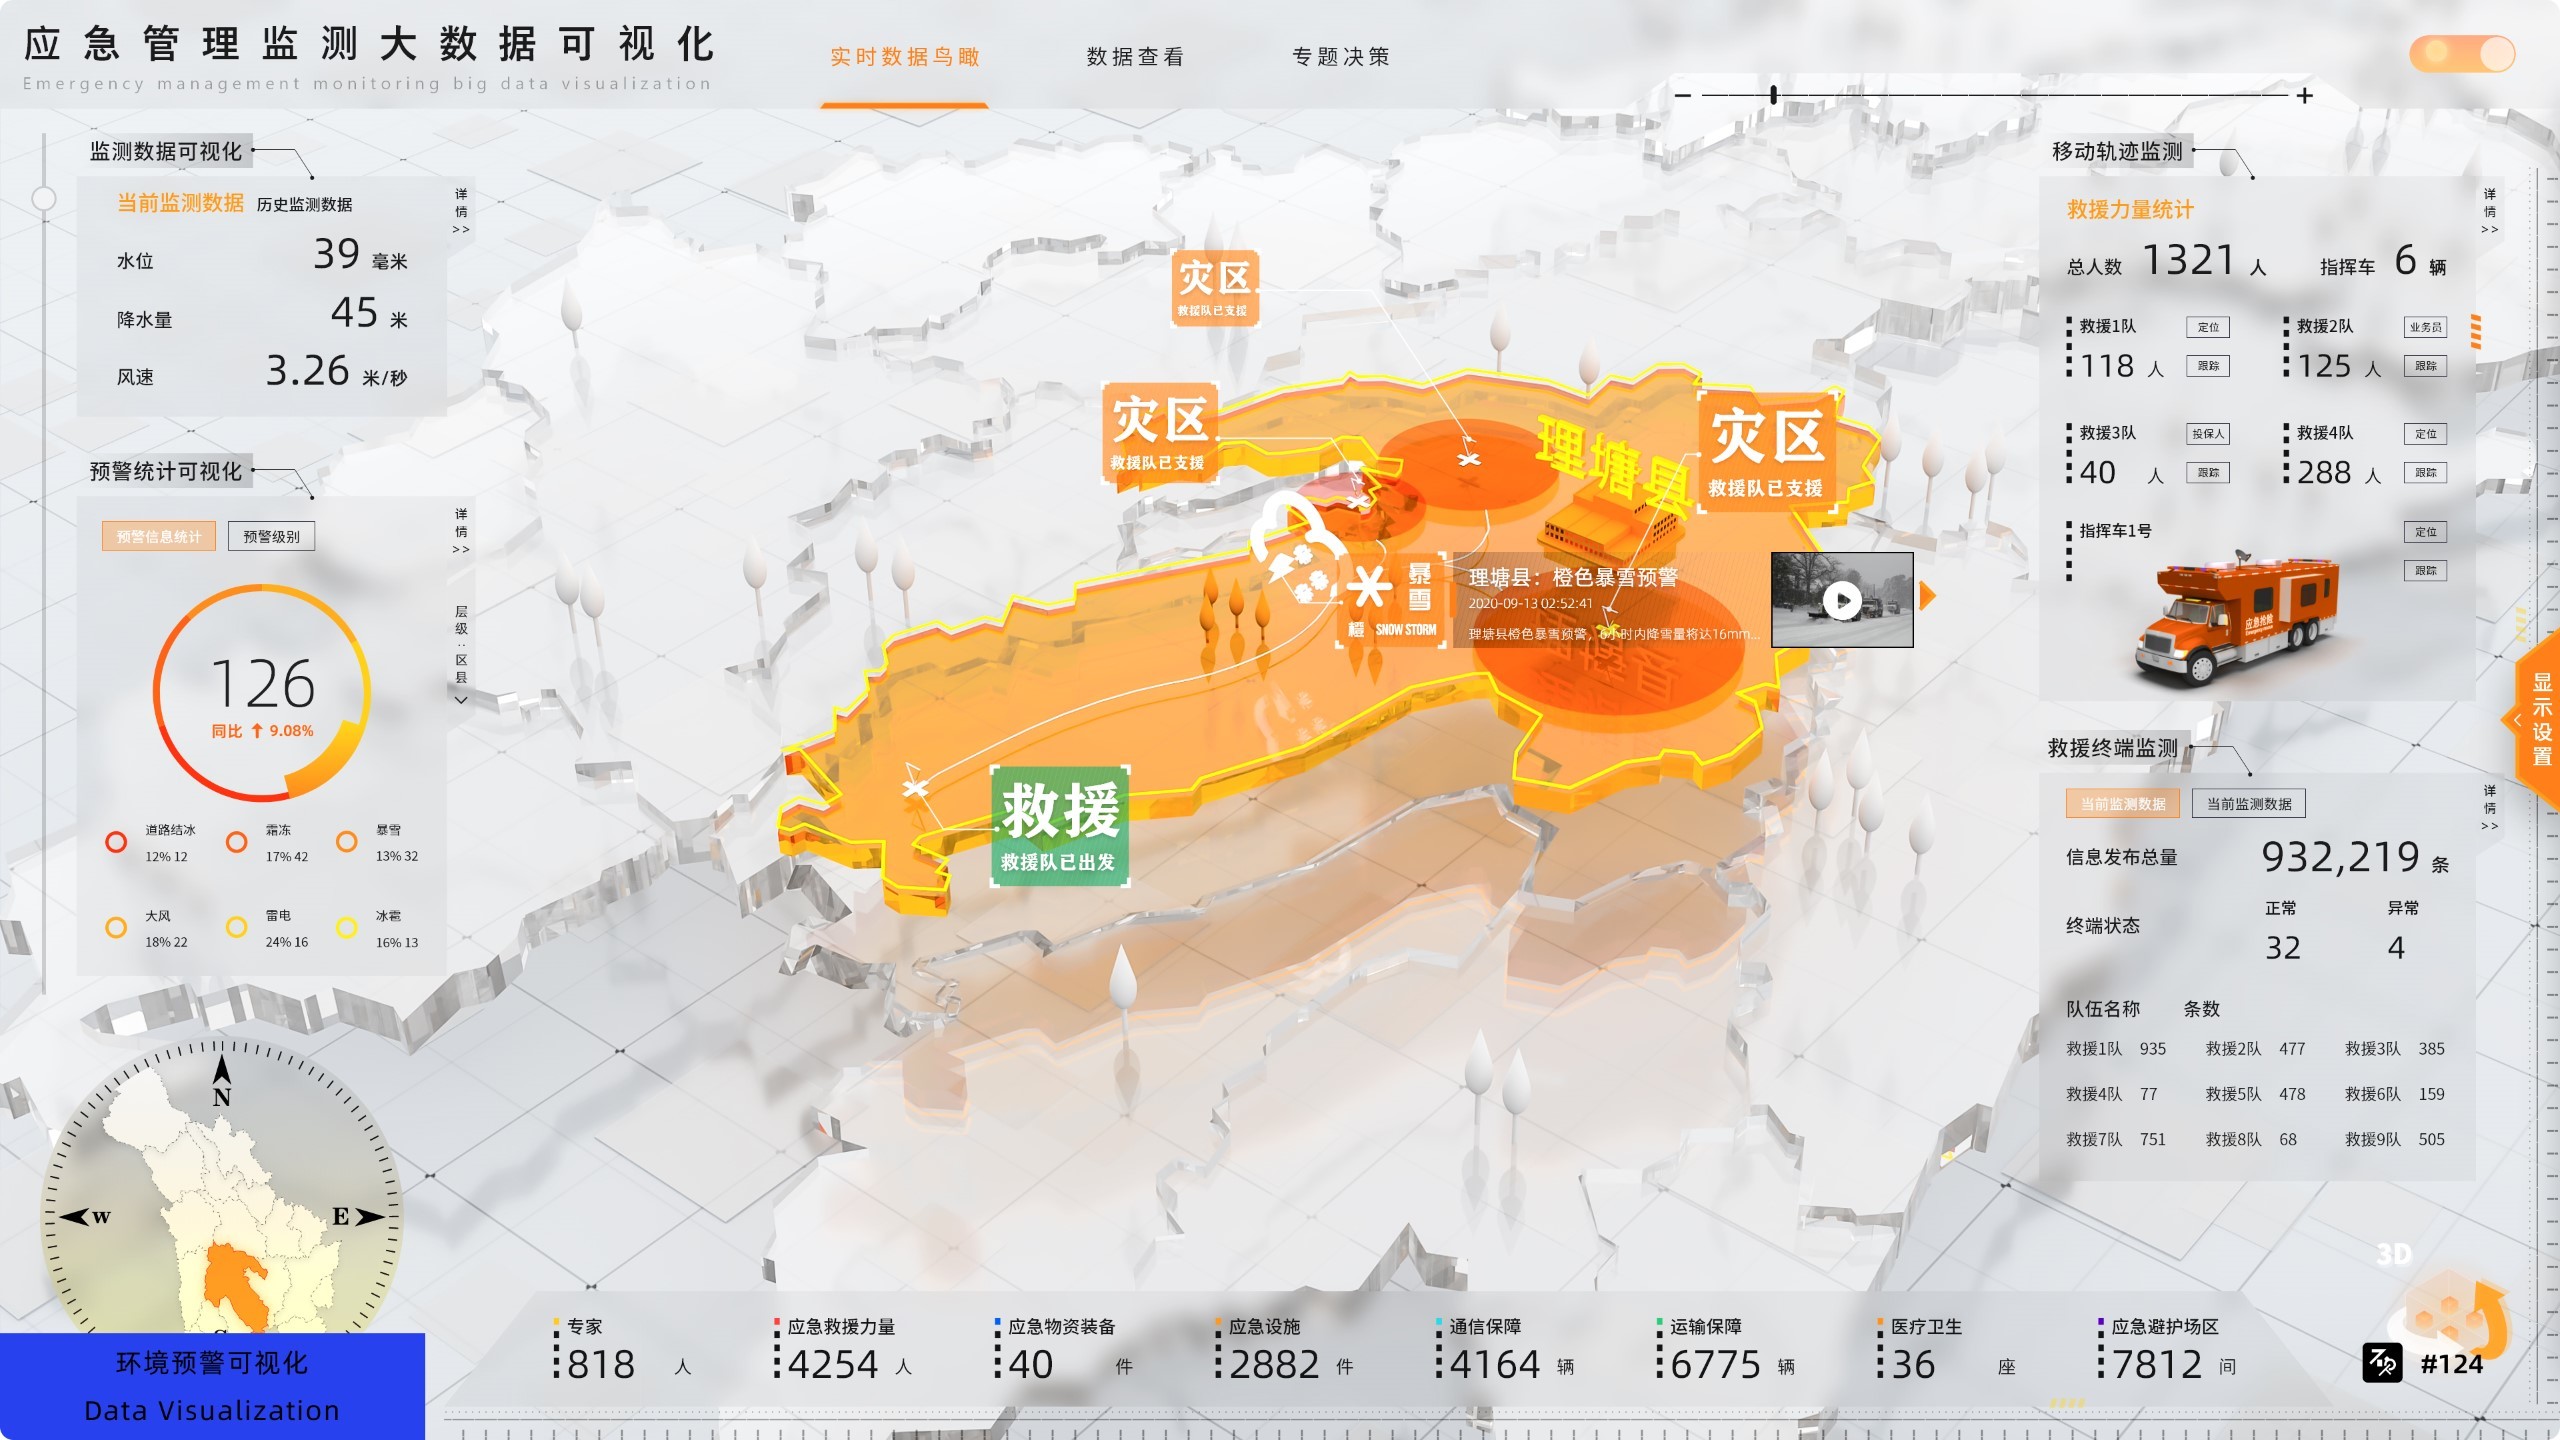 应急管理监测大数据可视化
Emergency management monitoring big data visualization
实时数据鸟瞰
数据查看
专题决策
监测数据可视化
当前监测数据 历史监测数据
详情 >>
水位 39 毫米
降水量 45 米
风速 3.26 米/秒
预警统计可视化
预警信息统计 预警级别
详情 >>
层级:区县
126
同比 9.08%
道路结冰 12% 12
霜冻 17% 42
暴雪 13% 32
大风 18% 22
雷电 24% 16
冰雹 16% 13
N
W
E
环境预警可视化
Data Visualization
灾区
救援队已支援
灾区
救援队已支援
理塘县
灾区
救援队已支援
暴雪
橙 SNOW STORM
理塘县：橙色暴雪预警
2020-09-13 02:52:41
理塘县橙色暴雪预警，6小时内降雪量将达16mm...
救援
救援队已出发
移动轨迹监测
救援力量统计
详情 >>
总人数 1321 人
指挥车 6 辆
救援1队 定位
118 人 跟踪
救援2队 业务员
125 人 跟踪
救援3队 投保人
40 人 跟踪
救援4队 定位
288 人 跟踪
指挥车1号 定位
跟踪
应急抢险
显示设置
救援终端监测
当前监测数据 当前监测数据
详情 >>
信息发布总量 932,219 条
终端状态
正常 32
异常 4
队伍名称 条数
救援1队 935 救援2队 477 救援3队 385
救援4队 77 救援5队 478 救援6队 159
救援7队 751 救援8队 68 救援9队 505
3D
专家 818 人
应急救援力量 4254 人
应急物资装备 40 件
应急设施 2882 件
通信保障 4164 辆
运输保障 6775 辆
医疗卫生 36 座
应急避护场区 7812 间
#124